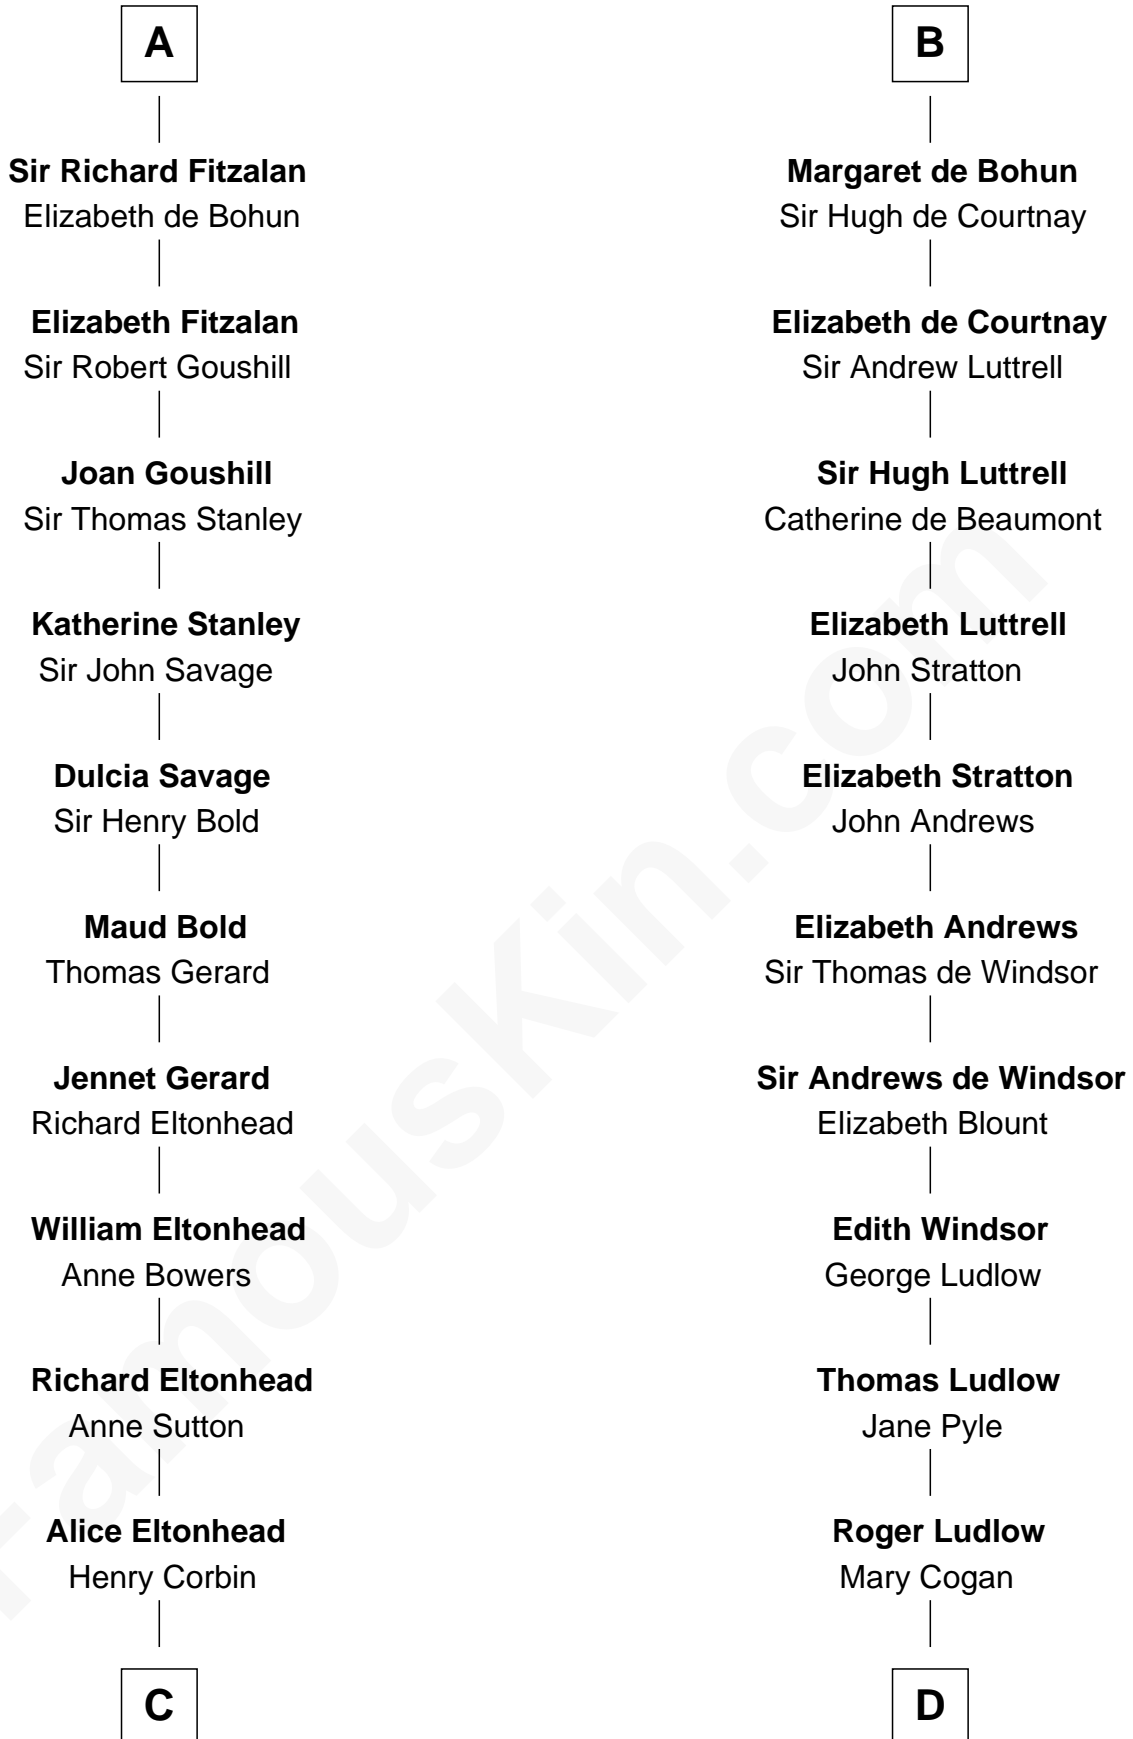 A
Sir Richard Fitzalan
Elizabeth de Bohun
Elizabeth Fitzalan
Sir Robert Goushill
Joan Goushill
Sir Thomas Stanley
Katherine Stanley
Sir John Savage
Dulcia Savage
Sir Henry Bold
Maud Bold
Thomas Gerard
Jennet Gerard
Richard Eltonhead
William Eltonhead
Anne Bowers
Richard Eltonhead
Anne Sutton
Alice Eltonhead
Henry Corbin
C
B
Margaret de Bohun
Sir Hugh de Courtnay
Elizabeth de Courtnay
Sir Andrew Luttrell
Sir Hugh Luttrell
Catherine de Beaumont
Elizabeth Luttrell
John Stratton
Elizabeth Stratton
John Andrews
Elizabeth Andrews
Sir Thomas de Windsor
Sir Andrews de Windsor
Elizabeth Blount
Edith Windsor
George Ludlow
Thomas Ludlow
Jane Pyle
Roger Ludlow
Mary Cogan
D
FamousKin.com